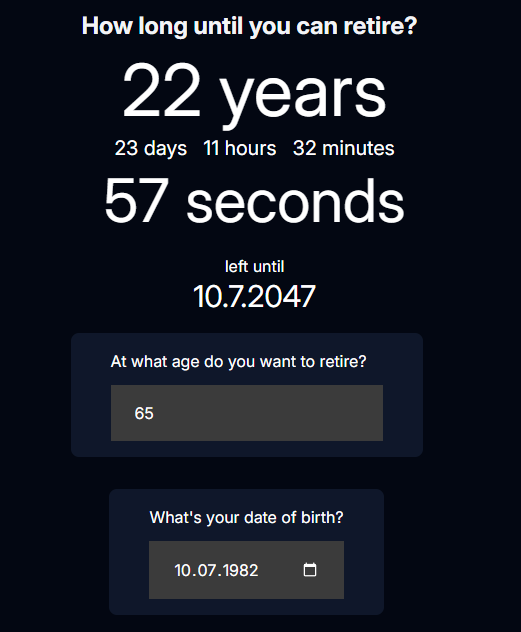 How long until you can retire?
22 years
23 days 11 hours 32 minutes
57 seconds
left until
10.7.2047
At what age do you want to retire?
65
What's your date of birth?
10.07.1982